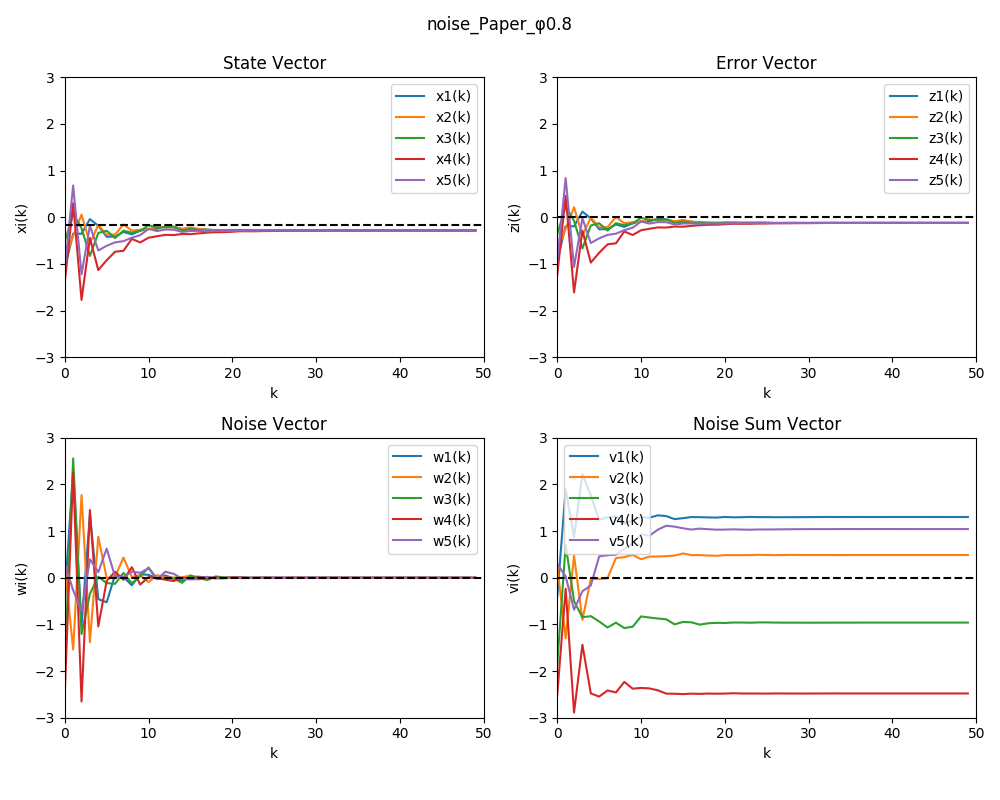 noise_Paper_φ0.8
State Vector
3
2
1
0
−1
−2
−3
xi(k)
x1(k)
x2(k)
x3(k)
x4(k)
x5(k)
0 10 20 30 40 50
k
Error Vector
3
2
1
0
−1
−2
−3
zi(k)
z1(k)
z2(k)
z3(k)
z4(k)
z5(k)
0 10 20 30 40 50
k
Noise Vector
3
2
1
0
−1
−2
−3
wi(k)
w1(k)
w2(k)
w3(k)
w4(k)
w5(k)
0 10 20 30 40 50
k
Noise Sum Vector
3
2
1
0
−1
−2
−3
vi(k)
v1(k)
v2(k)
v3(k)
v4(k)
v5(k)
0 10 20 30 40 50
k